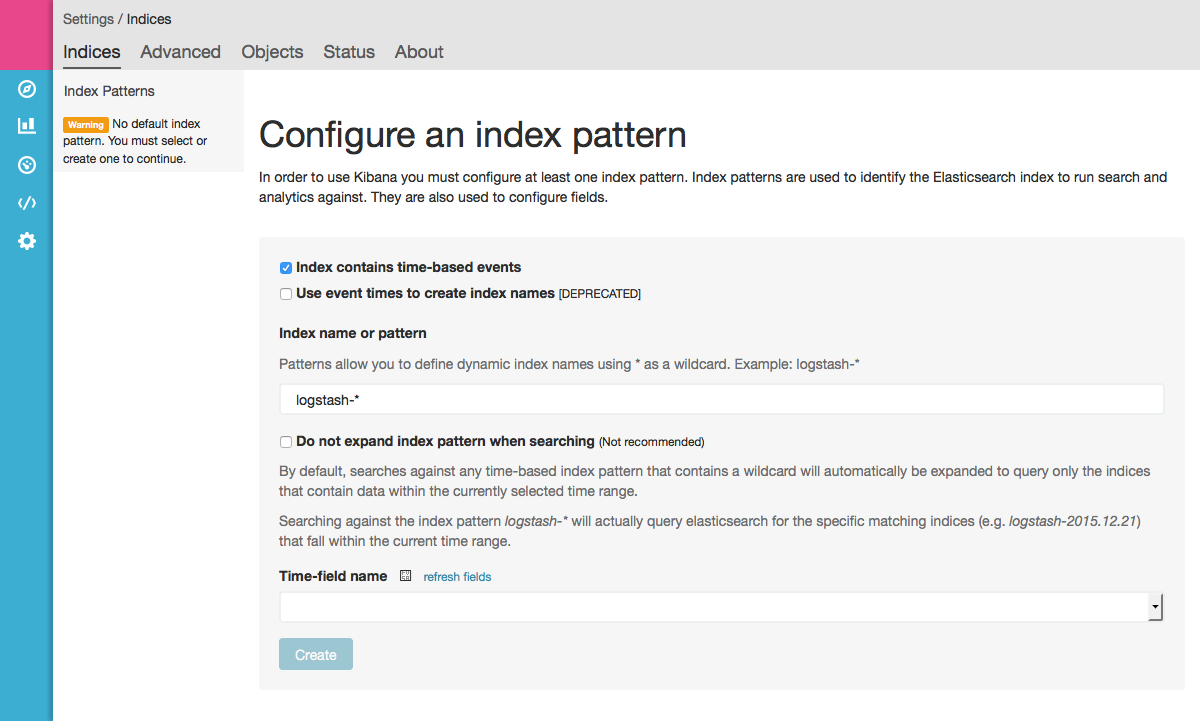 Settings / Indices
Indices Advanced Objects Status About
Index Patterns
Warning No default index
pattern. You must select or
create one to continue.
Configure an index pattern
In order to use Kibana you must configure at least one index pattern. Index patterns are used to identify the Elasticsearch index to run search and
analytics against. They are also used to configure fields.
Index contains time-based events
Use event times to create index names [DEPRECATED]
Index name or pattern
Patterns allow you to define dynamic index names using * as a wildcard. Example: logstash-*
logstash-*
Do not expand index pattern when searching (Not recommended)
By default, searches against any time-based index pattern that contains a wildcard will automatically be expanded to query only the indices
that contain data within the currently selected time range.
Searching against the index pattern logstash-* will actually query elasticsearch for the specific matching indices (e.g. logstash-2015.12.21)
that fall within the current time range.
Time-field name refresh fields
Create